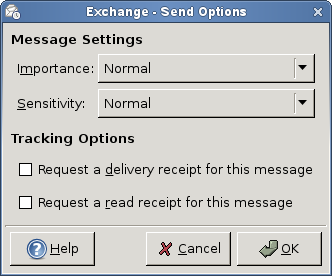 Exchange - Send Options
Message Settings
Importance: Normal
Sensitivity: Normal
Tracking Options
Request a delivery receipt for this message
Request a read receipt for this message
Help Cancel OK